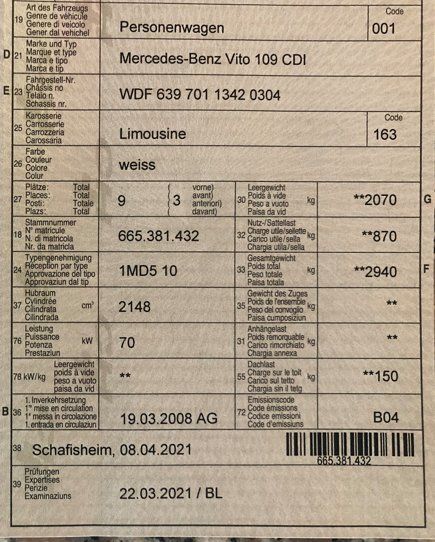 19 Art des Fahrzeugs
Genre de véhicule
Genere di veicolo
Gener dal vehichel
Personenwagen
Code
001
D 21 Marke und Typ
Marque et type
Marca e tipo
Marca e tip
Mercedes-Benz Vito 109 CDI
E 23 Fahrgestell-Nr.
Châssis no
Telaio n.
Schassis nr.
WDF 639 701 1342 0304
25 Karosserie
Carrosserie
Carrozzeria
Carossaria
Limousine
Code
163
26 Farbe
Couleur
Colore
Colur
weiss
27 Plätze: Total
Places: Total
Posti: Totale
Plazs: Total
9 { 3 vorne)
avant)
anteriori)
davant)
30 Leergewicht
Poids à vide
Peso a vuoto
Paisa da vid
kg **2070 G
18 Stammnummer
N° matricule
N. di matricola
Nr. da matricla
665.381.432
32 Nutz-/Sattellast
Charge utile/sellette
Carico utile/sella
Chargia utila/sella
kg **870
24 Typengenehmigung
Réception par type
Approvazione del tipo
Approvaziun dal tip
1MD5 10
33 Gesamtgewicht
Poids total
Peso totale
Paisa totala
kg **2940 F
37 Hubraum
Cylindrée
Cilindrata
Cilindrada
cm³ 2148
35 Gewicht des Zuges
Poids de l'ensemble
Peso del convoglio
Paisa cumposiziun
kg **
76 Leistung
Puissance
Potenza
Prestaziun
kW 70
31 Anhängelast
Poids remorquable
Carico rimorchiato
Chargia annexa
kg **
78 kW/kg Leergewicht
poids à vide
peso a vuoto
paisa da vid
**
55 Dachlast
Charge sur le toit
Carico sul tetto
Chargia sin il tetg
kg **150
B 36 1. Inverkehrsetzung
1re mise en circulation
1a messa in circolazione
1. entrada en circulaziun
19.03.2008 AG
72 Emissionscode
Code émissions
Codice emissioni
Code d'emissiuns
B04
38 Schafisheim, 08.04.2021
665.381.432
39 Prüfungen
Expertises
Perizie
Examinaziuns
22.03.2021 / BL